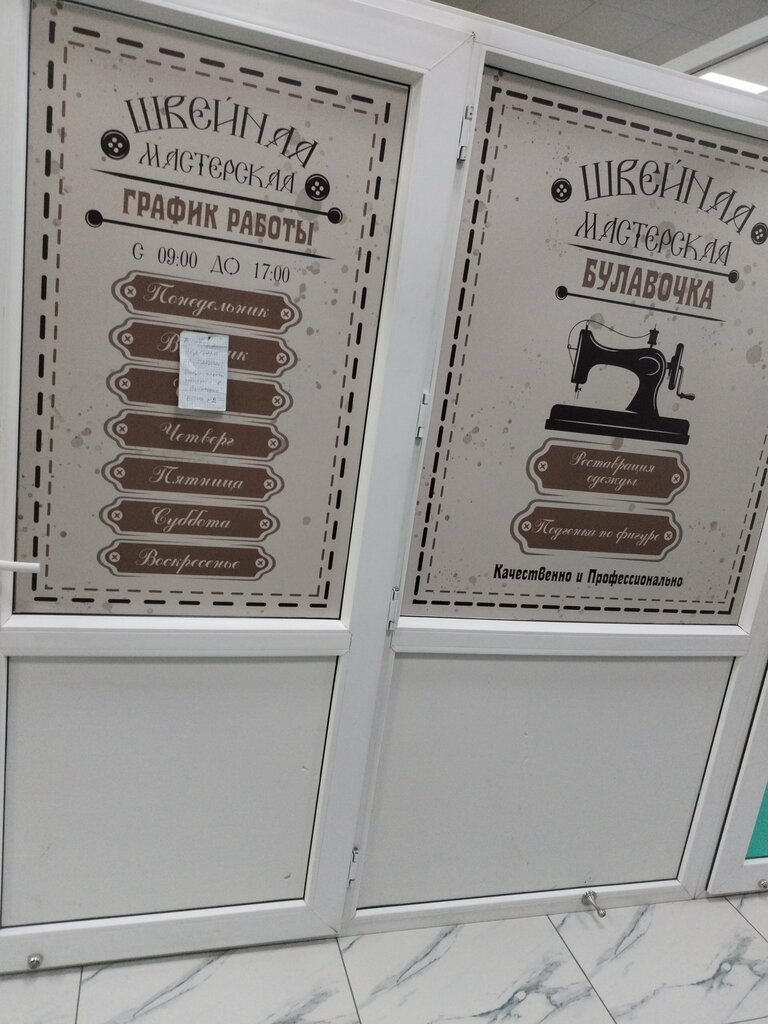 ШВЕЙНАЯ
МАСТЕРСКАЯ
ГРАФИК РАБОТЫ
С 09:00 ДО 17:00
Понедельник
Четверг
Пятница
Суббота
Воскресенье
ШВЕЙНАЯ
МАСТЕРСКАЯ
БУЛАВОЧКА
Реставрация
одежды
Подгонка по фигуре
Качественно и Профессионально